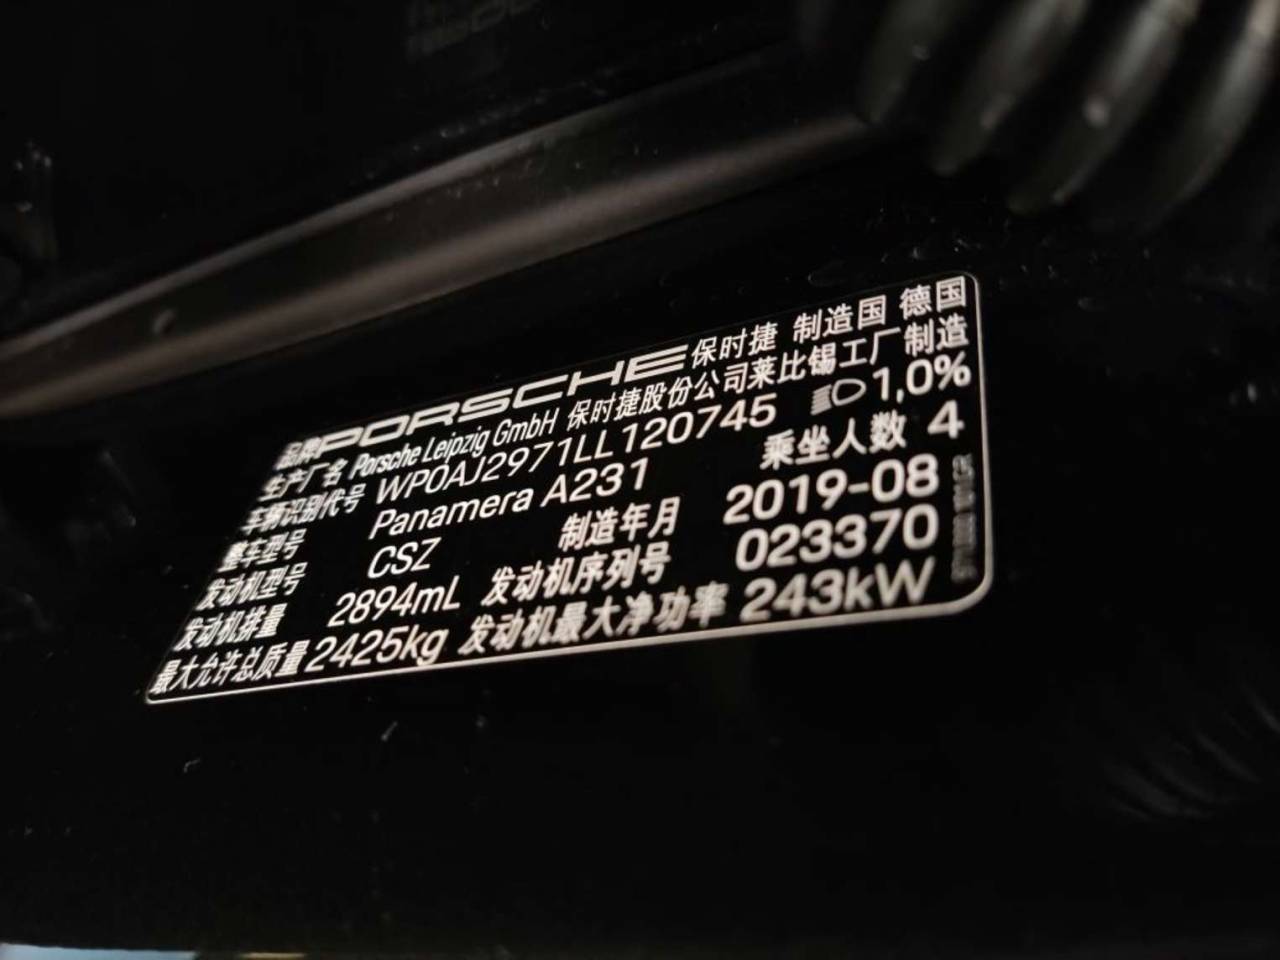 品牌 PORSCHE 保时捷 制造国 德国
生产厂名 Porsche Leipzig GmbH 保时捷股份公司莱比锡工厂制造
车辆识别代号 WP0AJ2971LL120745 1,0%
整车型号 Panamera A231 乘坐人数 4
发动机型号 CSZ 制造年月 2019-08
发动机排量 2894mL 发动机序列号 023370
最大允许总质量 2425kg 发动机最大净功率 243kW